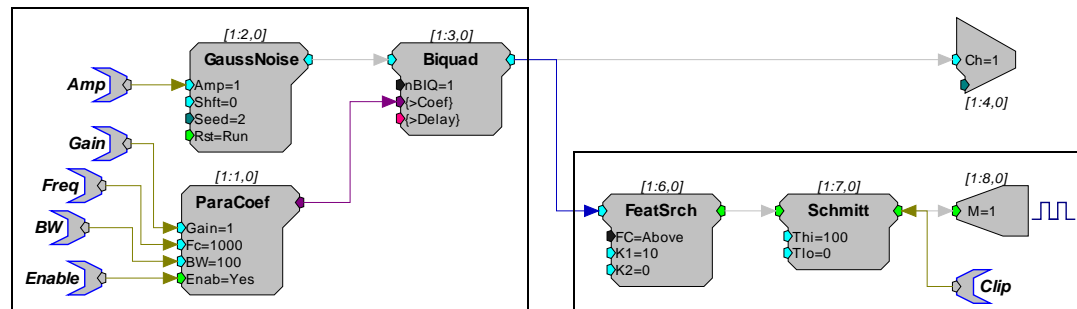 [1:2,0]
GaussNoise
Amp=1
Shft=0
Seed=2
Rst=Run
[1:3,0]
Biquad
nBIQ=1
{>Coef}
{>Delay}
Ch=1
[1:4,0]
Amp
Gain
Freq
BW
Enable
[1:1,0]
ParaCoef
Gain=1
Fc=1000
BW=100
Enab=Yes
[1:6,0]
FeatSrch
FC=Above
K1=10
K2=0
[1:7,0]
Schmitt
Thi=100
Tlo=0
[1:8,0]
M=1
Clip